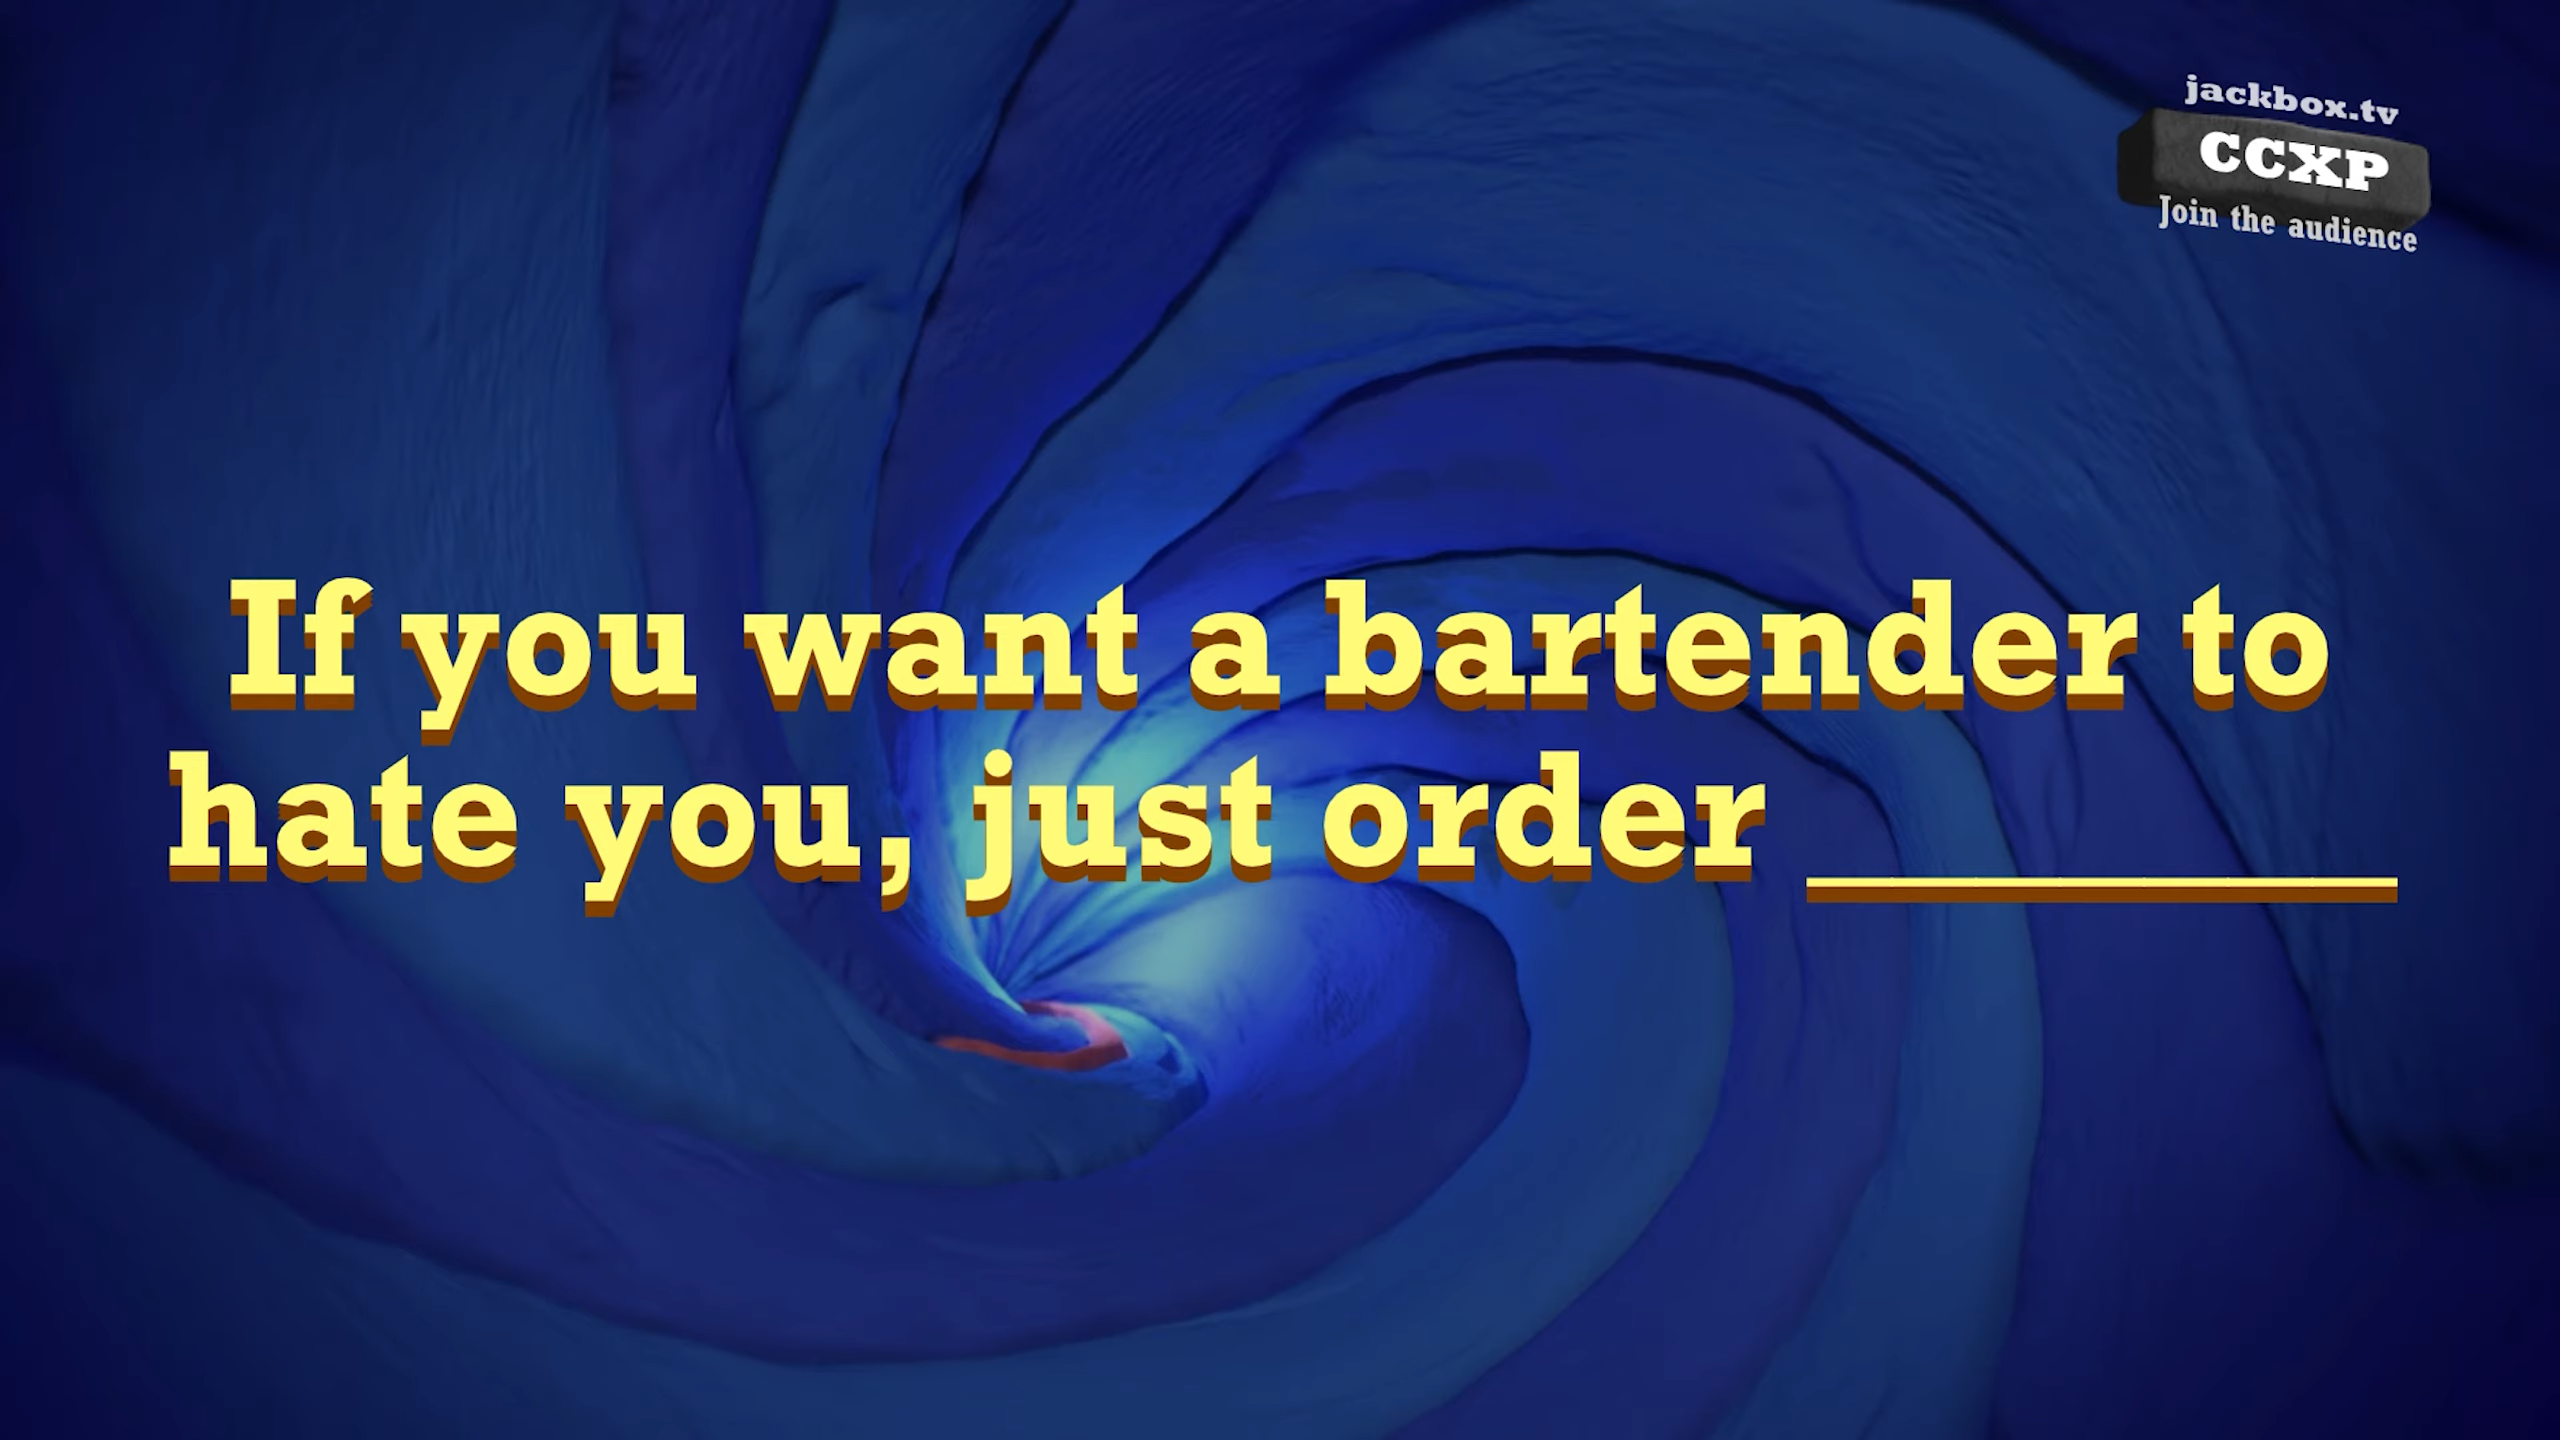 jackbox.tv
CCXP
Join the audience
If you want a bartender to
hate you, just order ________